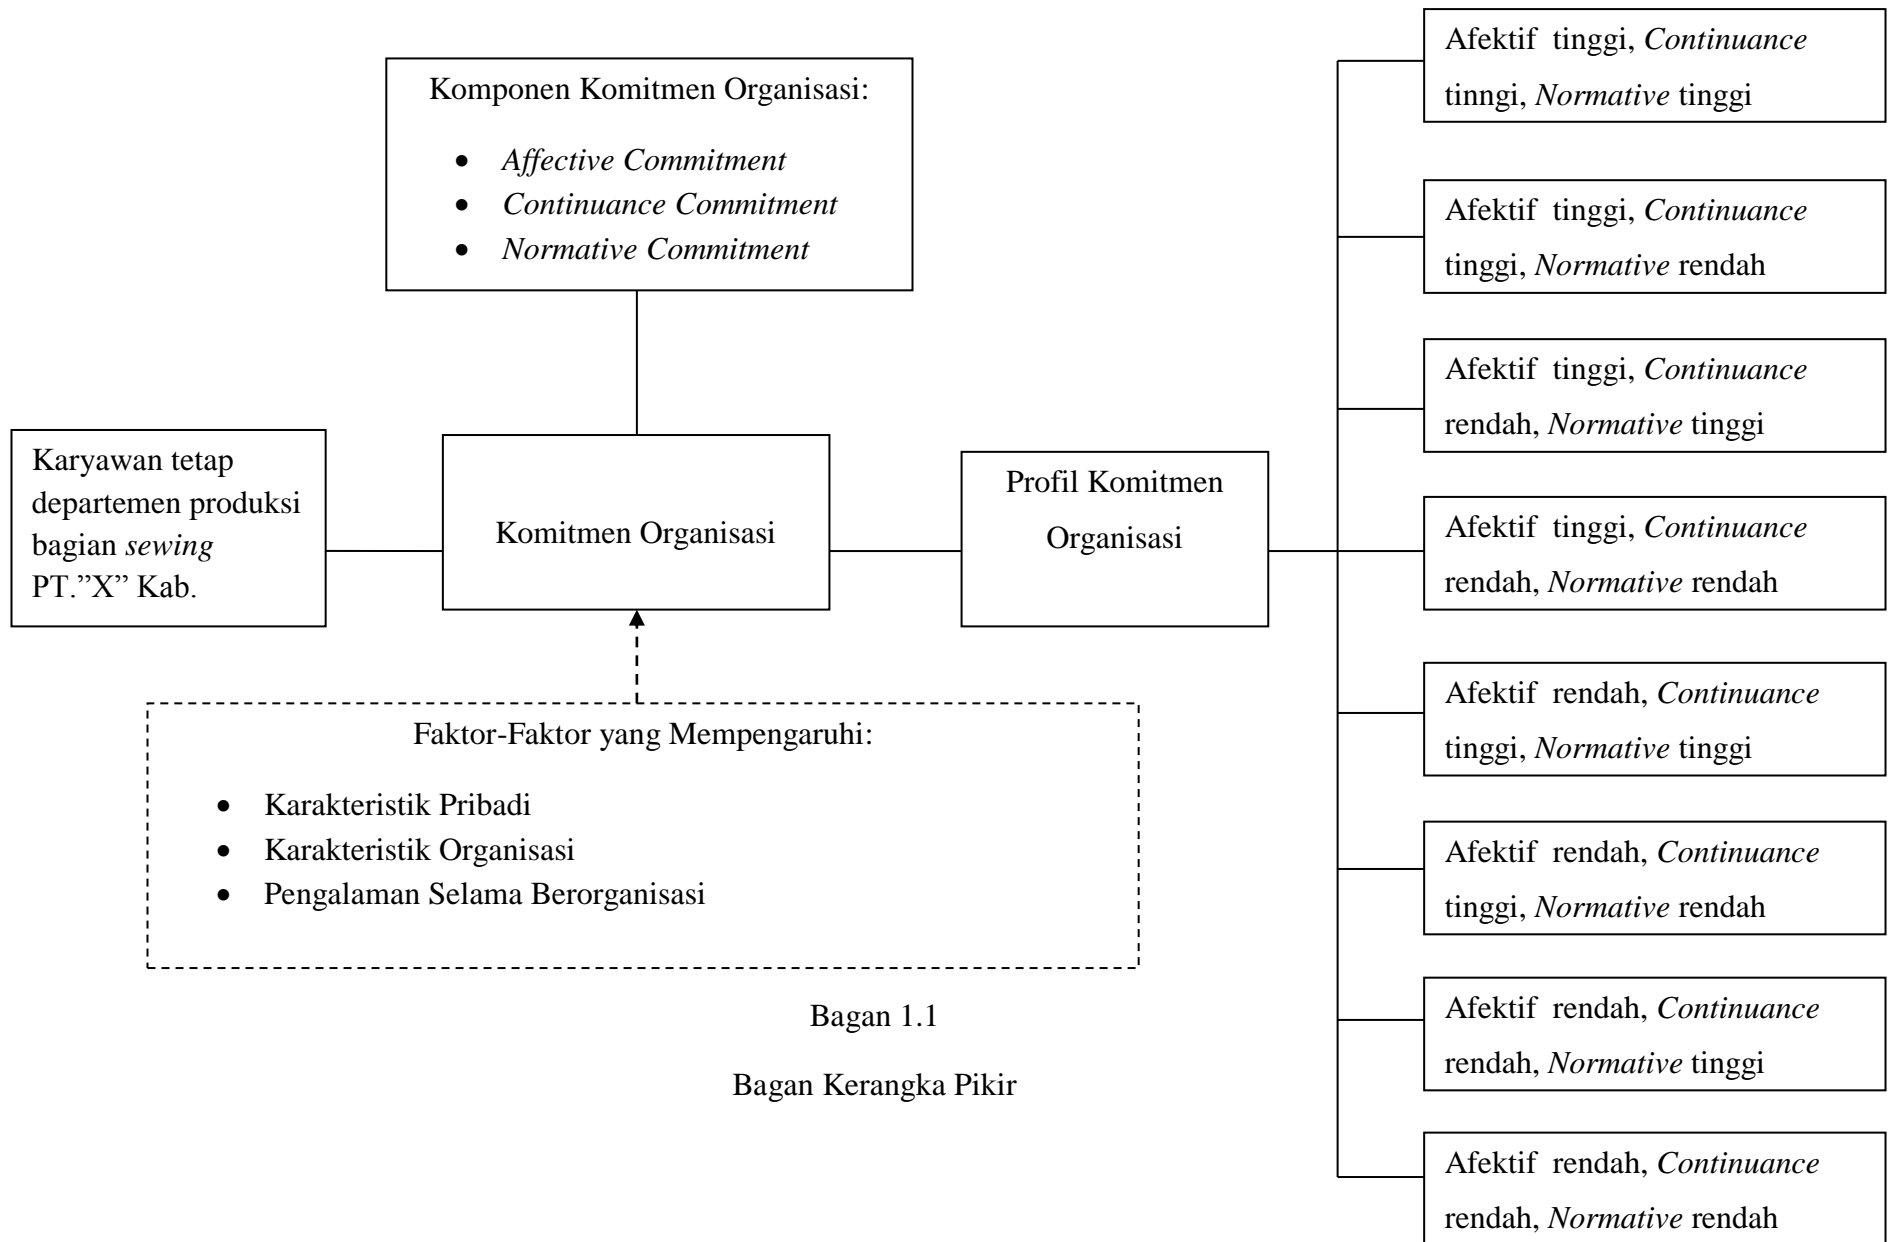 Komponen Komitmen Organisasi:
• Affective Commitment
• Continuance Commitment
• Normative Commitment
Karyawan tetap
departemen produksi
bagian sewing
PT.”X” Kab.
Komitmen Organisasi
Profil Komitmen
Organisasi
Faktor-Faktor yang Mempengaruhi:
• Karakteristik Pribadi
• Karakteristik Organisasi
• Pengalaman Selama Berorganisasi
Afektif tinggi, Continuance
tinngi, Normative tinggi
Afektif tinggi, Continuance
tinggi, Normative rendah
Afektif tinggi, Continuance
rendah, Normative tinggi
Afektif tinggi, Continuance
rendah, Normative rendah
Afektif rendah, Continuance
tinggi, Normative tinggi
Afektif rendah, Continuance
tinggi, Normative rendah
Afektif rendah, Continuance
rendah, Normative tinggi
Afektif rendah, Continuance
rendah, Normative rendah
Bagan 1.1
Bagan Kerangka Pikir